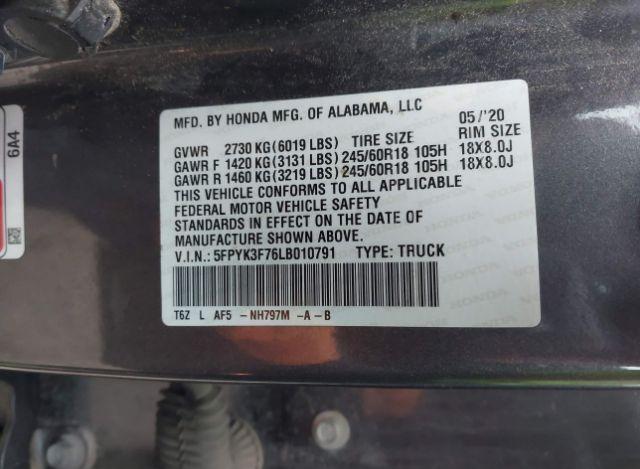 MFD. BY HONDA MFG. OF ALABAMA, LLC 05/'20
GVWR 2730 KG(6019 LBS) TIRE SIZE RIM SIZE
GAWR F 1420 KG(3131 LBS) 245/60R18 105H 18X8.0J
GAWR R 1460 KG(3219 LBS) 245/60R18 105H 18X8.0J
THIS VEHICLE CONFORMS TO ALL APPLICABLE
FEDERAL MOTOR VEHICLE SAFETY
STANDARDS IN EFFECT ON THE DATE OF
MANUFACTURE SHOWN ABOVE.
V.I.N.: 5FPYK3F76LB010791 TYPE: TRUCK
T6Z L AF5 - NH797M -A-B
6A4